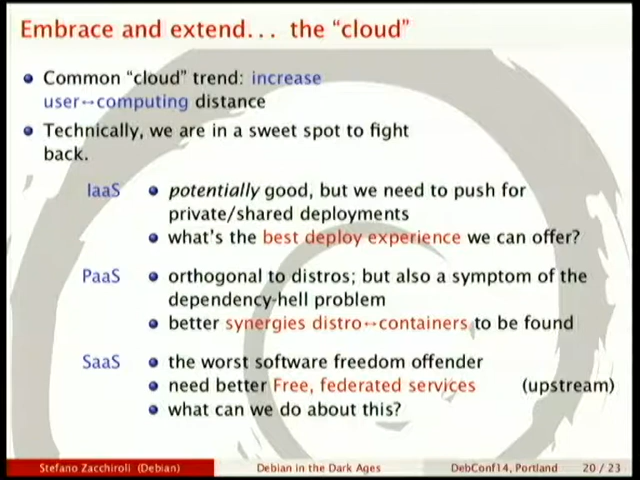 Embrace and extend... the “cloud”
Common “cloud” trend: increase
user↔computing distance
Technically, we are in a sweet spot to fight
back.
IaaS potentially good, but we need to push for
private/shared deployments
what's the best deploy experience we can offer?
PaaS orthogonal to distros; but also a symptom of the
dependency-hell problem
better synergies distro↔containers to be found
SaaS the worst software freedom offender
need better Free, federated services (upstream)
what can we do about this?
Stefano Zacchiroli (Debian) Debian in the Dark Ages DebConf14, Portland 20 / 23